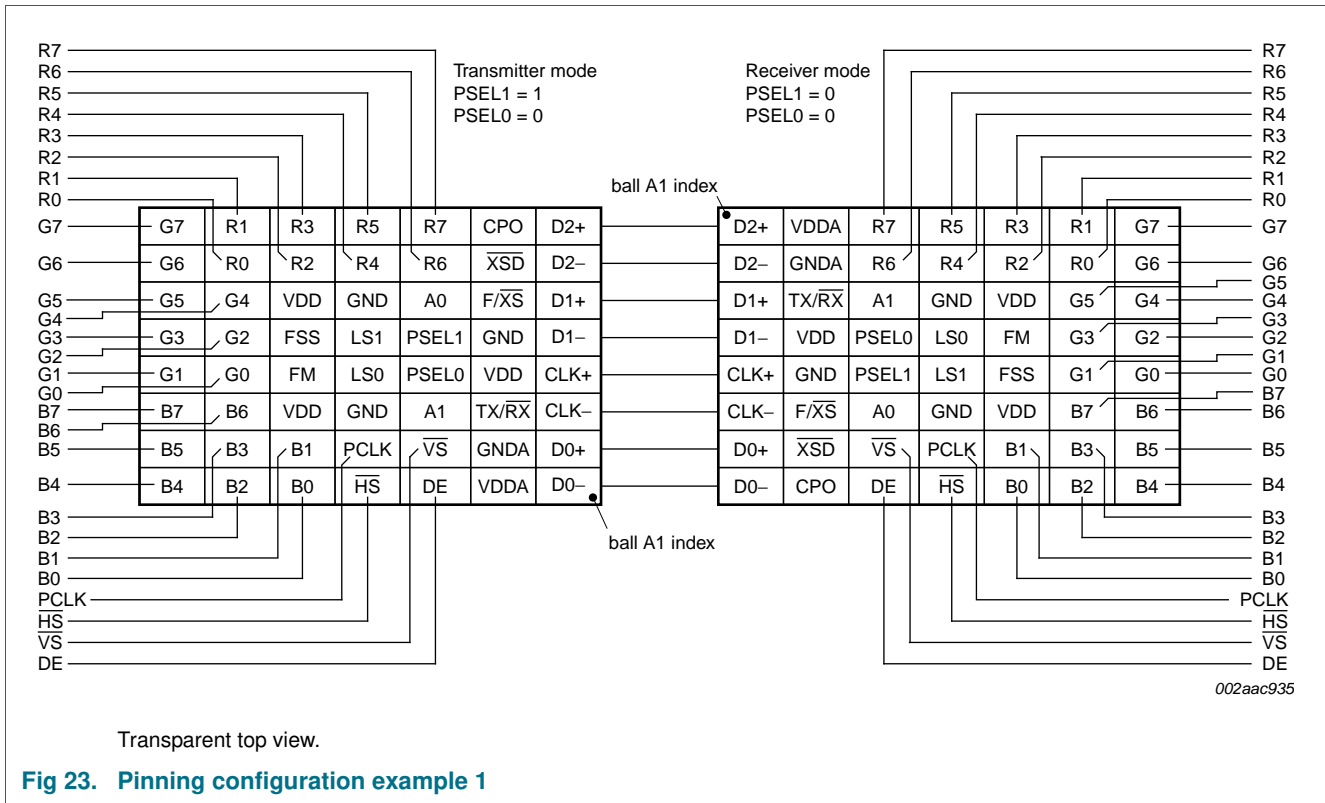 R7
R6
R5
R4
R3
R2
R1
R0
G7
G6
G5
G4
G3
G2
G1
G0
B7
B6
B5
B4
B3
B2
B1
B0
PCLK
HS
VS
DE
Transmitter mode
PSEL1 = 1
PSEL0 = 0
Receiver mode
PSEL1 = 0
PSEL0 = 0
ball A1 index
G7 R1 R3 R5 R7 CPO D2+
G6 R0 R2 R4 R6 XSD D2−
G5 G4 VDD GND A0 F/XS D1+
G3 G2 FSS LS1 PSEL1 GND D1−
G1 G0 FM LS0 PSEL0 VDD CLK+
B7 B6 VDD GND A1 TX/RX CLK−
B5 B3 B1 PCLK VS GNDA D0+
B4 B2 B0 HS DE VDDA D0−
ball A1 index
D2+ VDDA R7 R5 R3 R1 G7
D2− GNDA R6 R4 R2 R0 G6
D1+ TX/RX A1 GND VDD G5 G4
D1− VDD PSEL0 LS0 FM G3 G2
CLK+ GND PSEL1 LS1 FSS G1 G0
CLK− F/XS A0 GND VDD B7 B6
D0+ XSD VS PCLK B1 B3 B5
D0− CPO DE HS B0 B2 B4
R7
R6
R5
R4
R3
R2
R1
R0
G7
G6
G5
G4
G3
G2
G1
G0
B7
B6
B5
B4
B3
B2
B1
B0
PCLK
HS
VS
DE
002aac935
Transparent top view.
Fig 23. Pinning configuration example 1